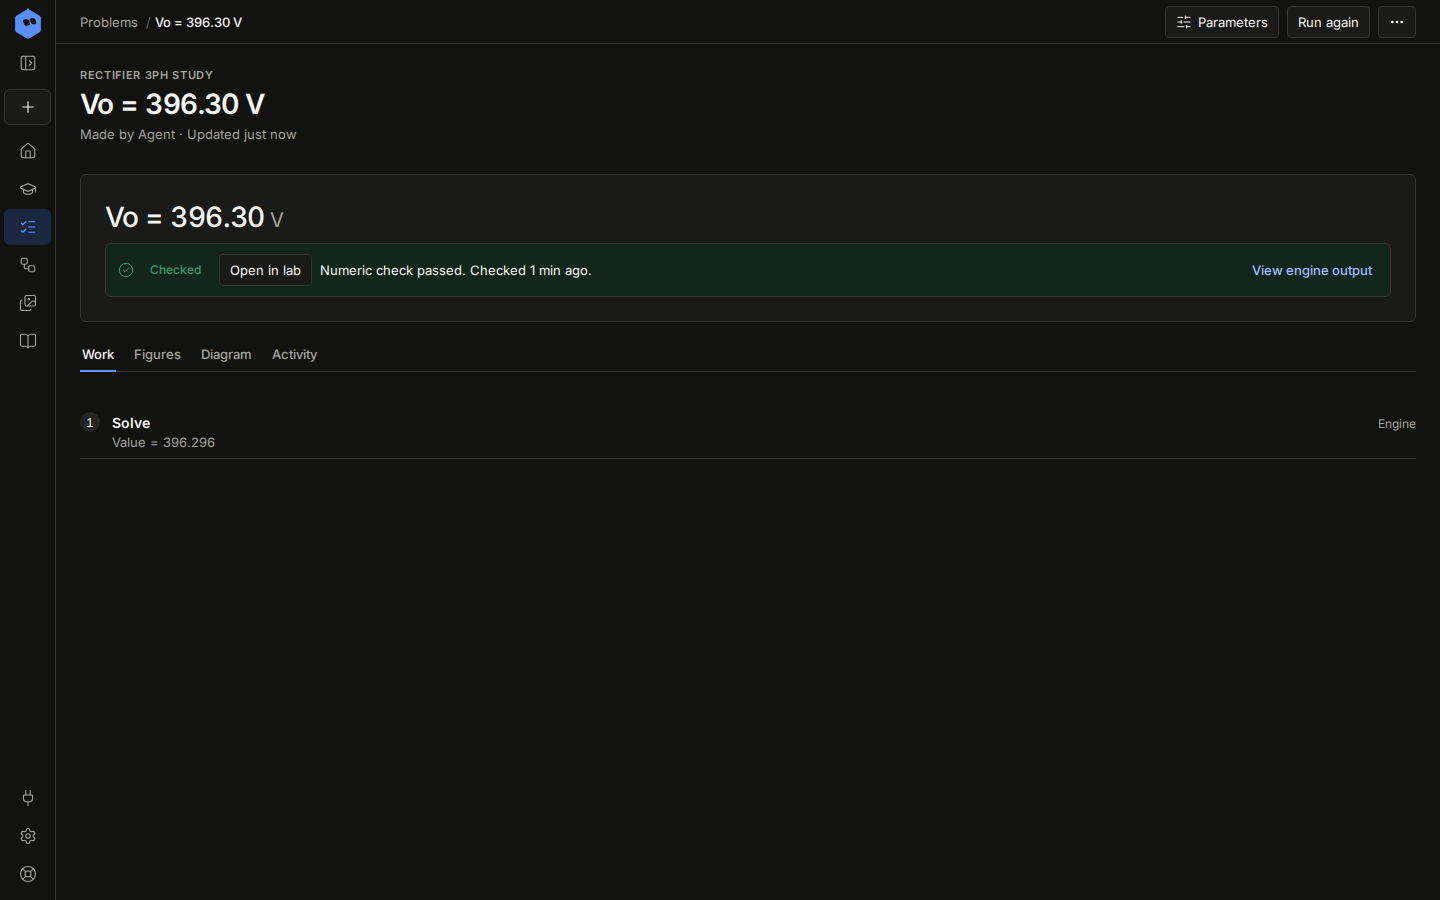 Problems / Vo = 396.30 V
Parameters
Run again
RECTIFIER 3PH STUDY
Vo = 396.30 V
Made by Agent · Updated just now
Vo = 396.30 V
Checked
Open in lab
Numeric check passed. Checked 1 min ago.
View engine output
Work
Figures
Diagram
Activity
1
Solve
Engine
Value = 396.296